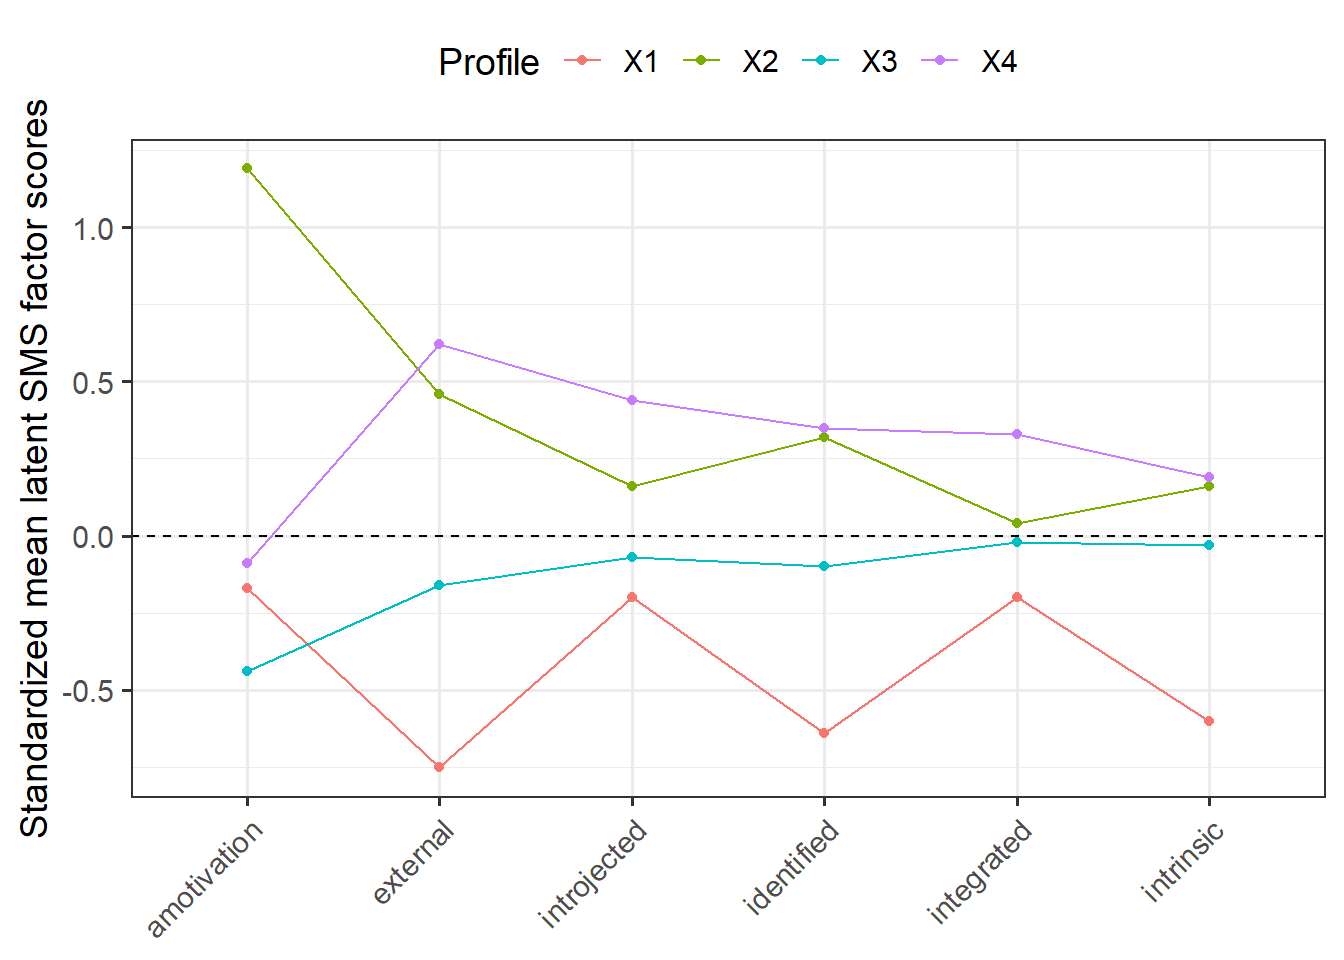 Profile X1 X2 X3 X4
Standardized mean latent SMS factor scores
1.0
0.5
0.0
-0.5
amotivation external introjected identified integrated intrinsic